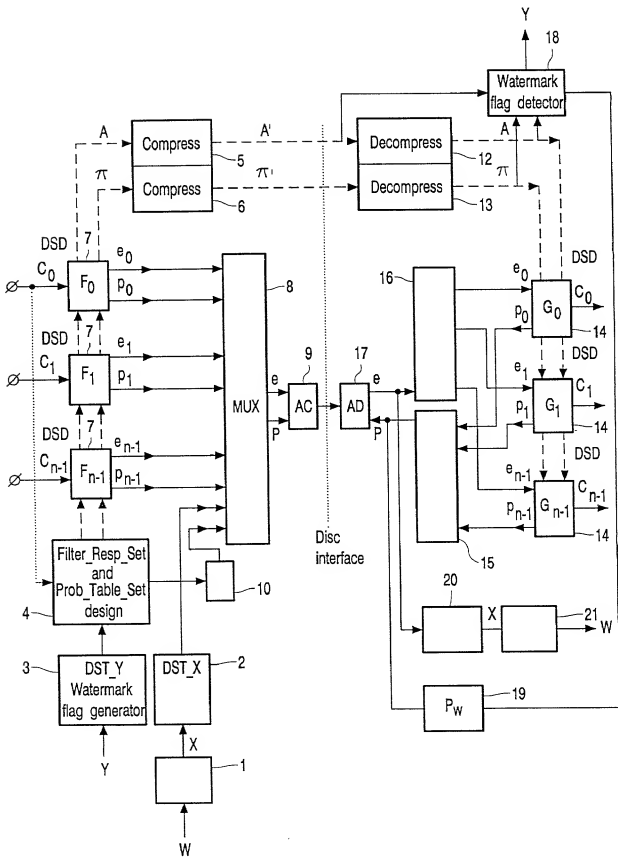 Y
18
Watermark
flag detector
A
A'
A
Compress
Decompress
5
12
π
π'
π
Compress
Decompress
6
13
DSD
7
e0
DSD
C0
F0
p0
8
16
e0
C0
p0
G0
14
7
DSD
e1
9
17
e1
C1
F1
p1
MUX
e
AC
AD
e
p1
G1
C1
P
P
14
DSD
7
DSD
en-1
en-1
Cn-1
Fn-1
pn-1
pn-1
Gn-1
Cn-1
14
Disc
interface
15
Filter_Resp_Set
and
Prob_Table_Set
design
4
10
20
21
X
W
3
DST_Y
Watermark
flag generator
DST_X
2
19
Pw
X
Y
1
W